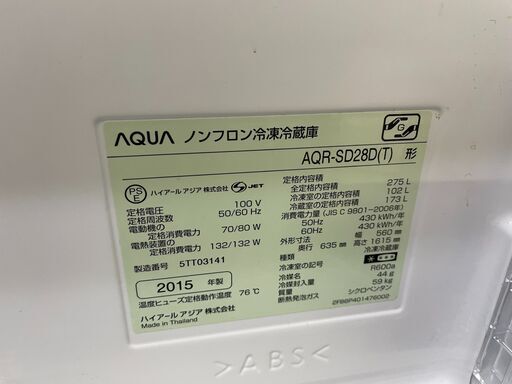 AQUA ノンフロン冷凍冷蔵庫
AQR-SD28D(T) 形
G
PS
E
ハイアール アジア 株式会社
JET
定格電圧 100 V
定格周波数 50/60 Hz
電動機の
定格消費電力 70/80 W
電熱装置の
定格消費電力 132/132 W
製造番号 5TT03141
2015 年製
温度ヒューズ定格動作温度 76℃
ハイアール アジア 株式会社
Made in Thailand
定格内容積
全定格内容積 275 L
冷凍室の定格内容積 102 L
冷蔵室の定格内容積 173 L
消費電力量 (JIS C 9801-2006年)
50Hz 430 kWh/年
60Hz 430 kWh/年
外形寸法 幅 560 mm
奥行 635 mm 高さ 1615 mm
種類 冷凍冷蔵庫
冷凍室の記号
冷媒名 R600a
冷媒封入量 44 g
質量 59 kg
断熱発泡ガス シクロペンタン
2FB8P401476002
>ABS<